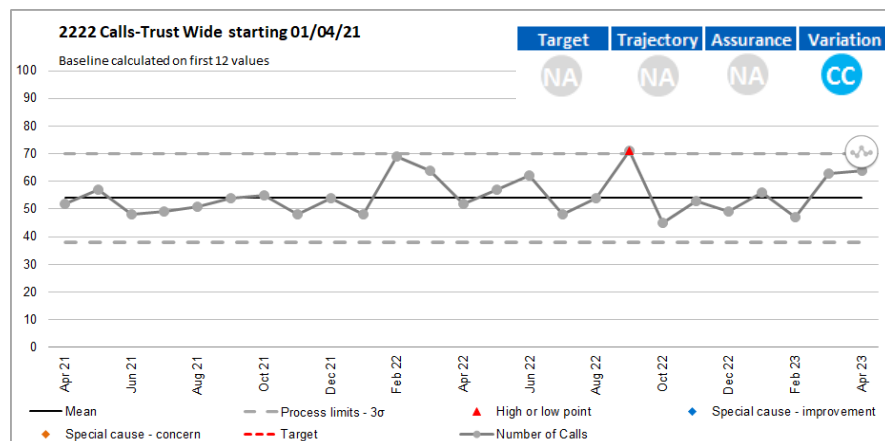 2222 Calls-Trust Wide starting 01/04/21
Baseline calculated on first 12 values
Target Trajectory Assurance Variation
NA NA NA CC
100
90
80
70
60
50
40
30
20
10
0
Apr 21 Jun 21 Aug 21 Oct 21 Dec 21 Feb 22 Apr 22 Jun 22 Aug 22 Oct 22 Dec 22 Feb 23 Apr 23
Mean Process limits - 3σ High or low point Special cause - improvement
Special cause - concern Target Number of Calls